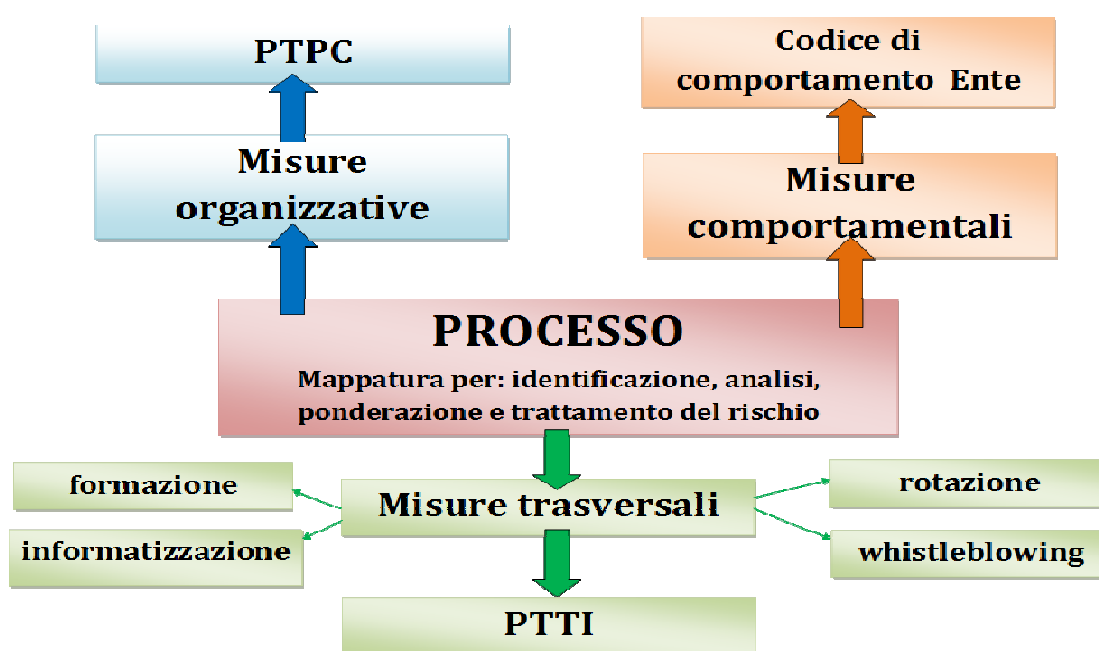 PTPC
Codice di
comportamento Ente
Misure
organizzative
Misure
comportamentali
PROCESSO
Mappatura per: identificazione, analisi,
ponderazione e trattamento del rischio
formazione
informatizzazione
Misure trasversali
rotazione
whistleblowing
PTTI